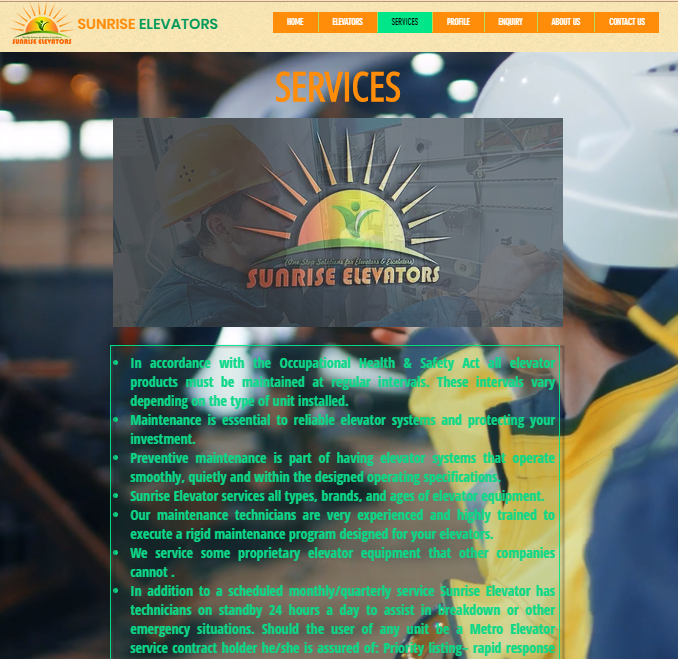 SUNRISE ELEVATORS
SUNRISE ELEVATORS
HOME
ELEVATORS
SERVICES
PROFILE
ENQUIRY
ABOUT US
CONTACT US
SERVICES
(One Stop Solutions for Elevators & Escalators)
SUNRISE ELEVATORS
In accordance with the Occupational Health & Safety Act all elevator
products must be maintained at regular intervals. These intervals vary
depending on the type of unit installed.
Maintenance is essential to reliable elevator systems and protecting your
investment.
Preventive maintenance is part of having elevator systems that operate
smoothly, quietly and within the designed operating specifications.
Sunrise Elevator services all types, brands, and ages of elevator equipment.
Our maintenance technicians are very experienced and highly trained to
execute a rigid maintenance program designed for your elevators.
We service some proprietary elevator equipment that other companies
cannot .
In addition to a scheduled monthly/quarterly service Sunrise Elevator has
technicians on standby 24 hours a day to assist in breakdown or other
emergency situations. Should the user of any unit be a Metro Elevator
service contract holder he/she is assured of: Priority listing– rapid response